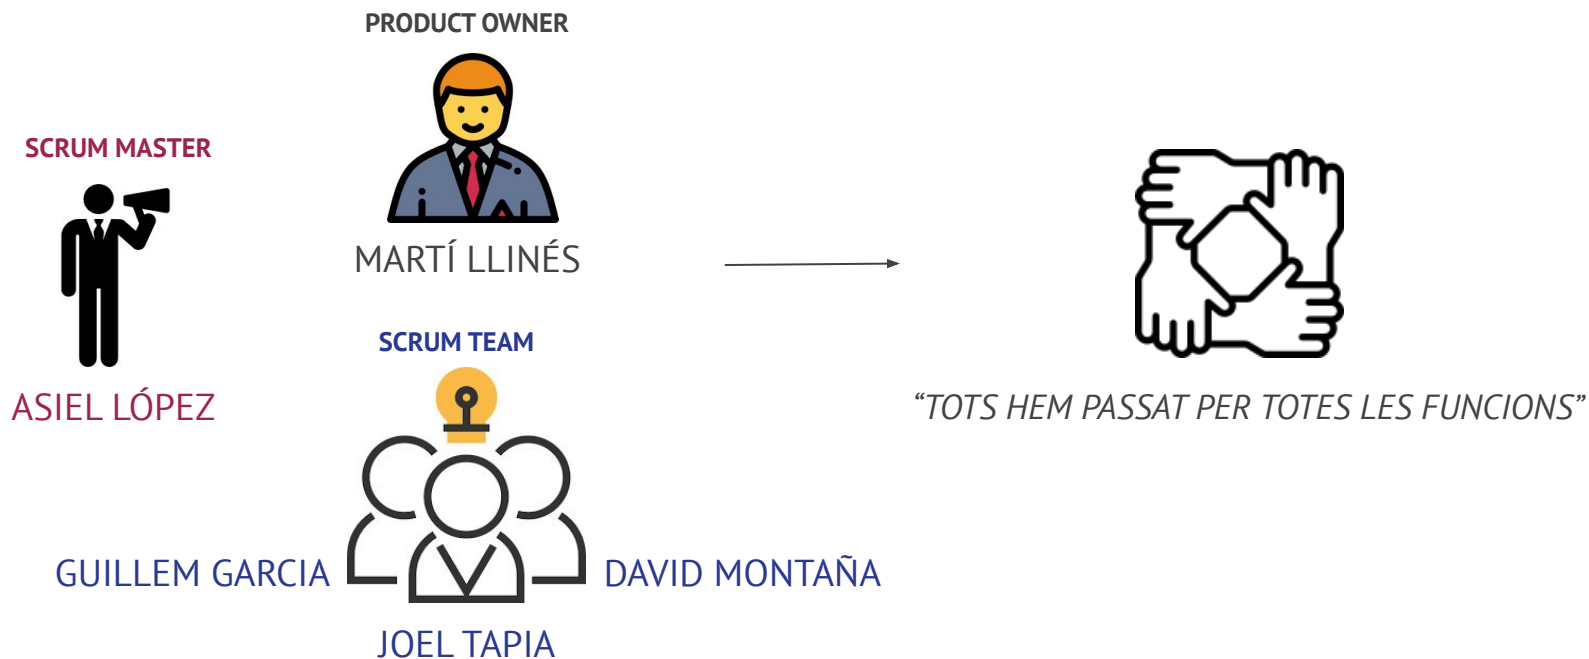 PRODUCT OWNER
MARTÍ LLINÉS
SCRUM MASTER
ASIEL LÓPEZ
SCRUM TEAM
GUILLEM GARCIA
DAVID MONTAÑA
JOEL TAPIA
“TOTS HEM PASSAT PER TOTES LES FUNCIONS”